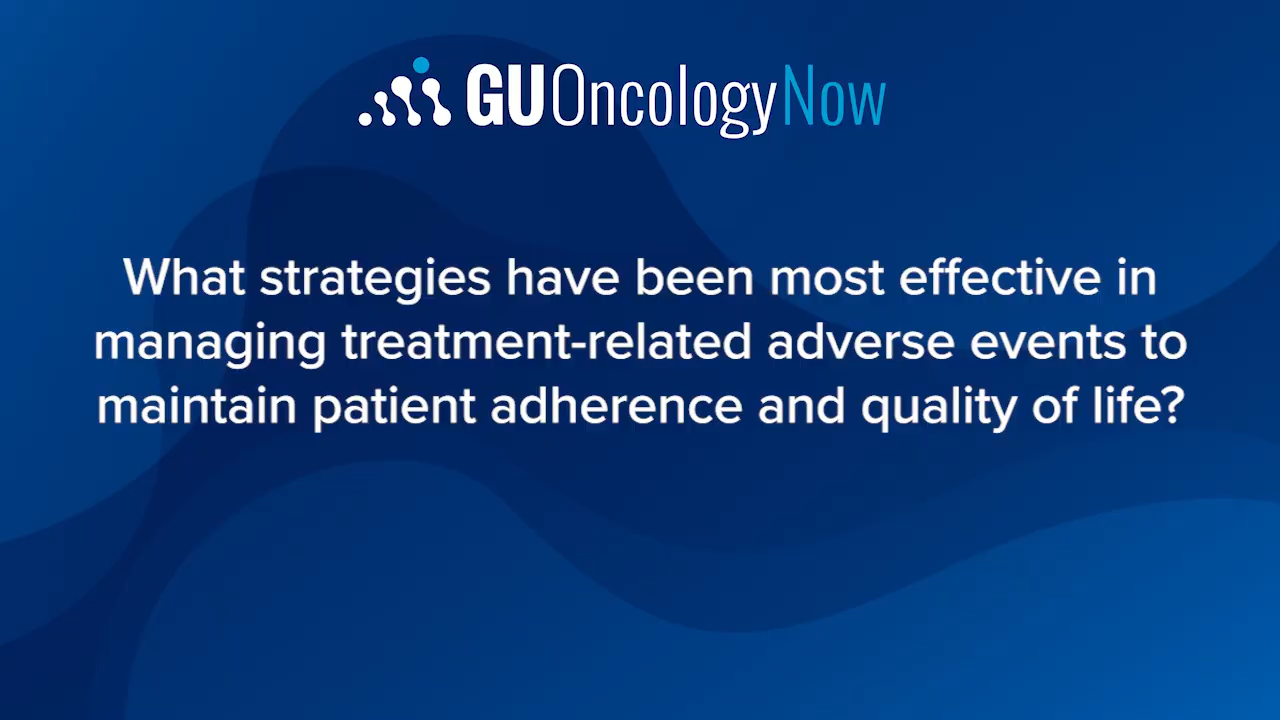 GUOncologyNow
What strategies have been most effective in
managing treatment-related adverse events to
maintain patient adherence and quality of life?